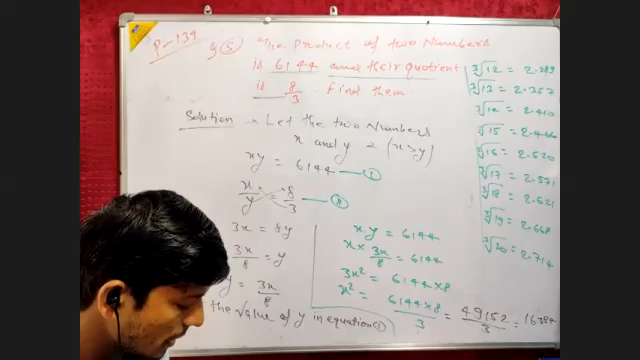 P-134
Q 5 The Product of two Numbers
is 6144 and their quotient
is 8/3. Find them.
Solution → Let the two Numbers
x and y = (x>y)
xy = 6144 — I
x/y = 8/3 — II
3x = 8y
3x/8 = y
y = 3x/8
the value of y in equation I
xy = 6144
x × 3x/8 = 6144
3x² = 6144×8
x² = 6144×8/3 = 49152/3 = 16384
∛12 = 2.289
∛13 = 2.357
∛14 = 2.410
∛15 = 2.466
∛16 = 2.520
∛17 = 2.571
∛18 = 2.621
∛19 = 2.668
∛20 = 2.714